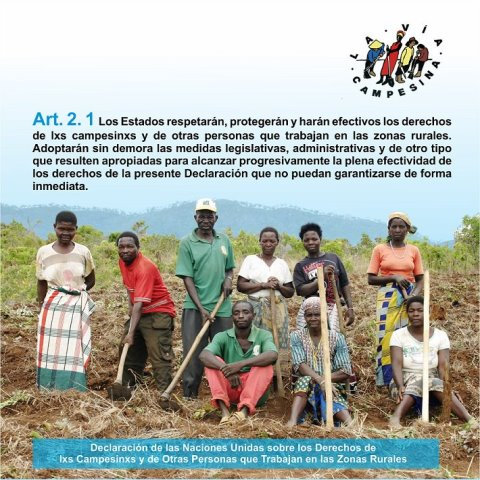 LA VÍA
CAMPESINA
Art. 2. 1 Los Estados respetarán, protegerán y harán efectivos los derechos
de lxs campesinxs y de otras personas que trabajan en las zonas rurales.
Adoptarán sin demora las medidas legislativas, administrativas y de otro tipo
que resulten apropiadas para alcanzar progresivamente la plena efectividad de
los derechos de la presente Declaración que no puedan garantizarse de forma
inmediata.
Declaración de las Naciones Unidas sobre los Derechos de
lxs Campesinxs y de Otras Personas que Trabajan en las Zonas Rurales